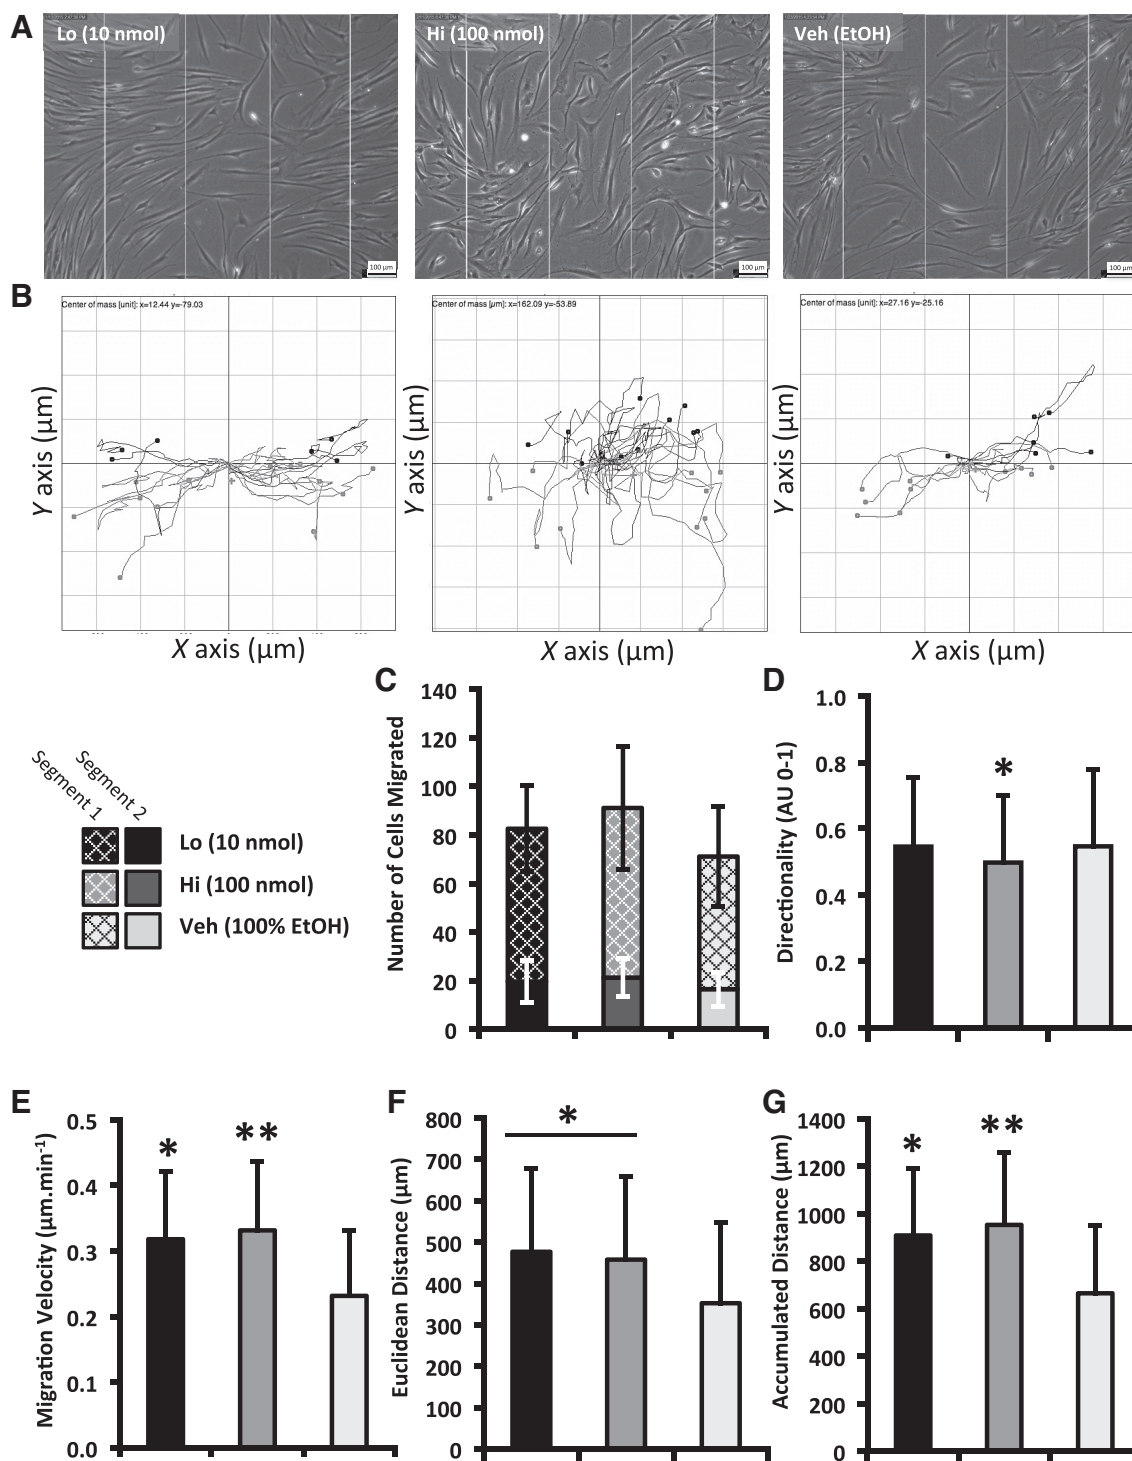 A
Lo (10 nmol)
Hi (100 nmol)
Veh (EtOH)
100 µm
100 µm
100 µm
B
Center of mass [unit]: x=12.44 y=-79.03
Center of mass [µm]: x=162.09 y=-53.89
Center of mass [unit]: x=27.16 y=-25.16
Y axis (µm)
Y axis (µm)
Y axis (µm)
X axis (µm)
X axis (µm)
X axis (µm)
Segment 1
Segment 2
Lo (10 nmol)
Hi (100 nmol)
Veh (100% EtOH)
C
Number of Cells Migrated
140
120
100
80
60
40
20
0
D
Directionality (AU 0-1)
1.0
0.8
0.6
0.4
0.2
0.0
*
E
Migration Velocity (µm.min⁻¹)
0.5
0.4
0.3
0.2
0.1
0.0
*
**
F
Euclidean Distance (µm)
800
700
600
500
400
300
200
100
0
*
G
Accumulated Distance (µm)
1400
1200
1000
800
600
400
200
0
*
**